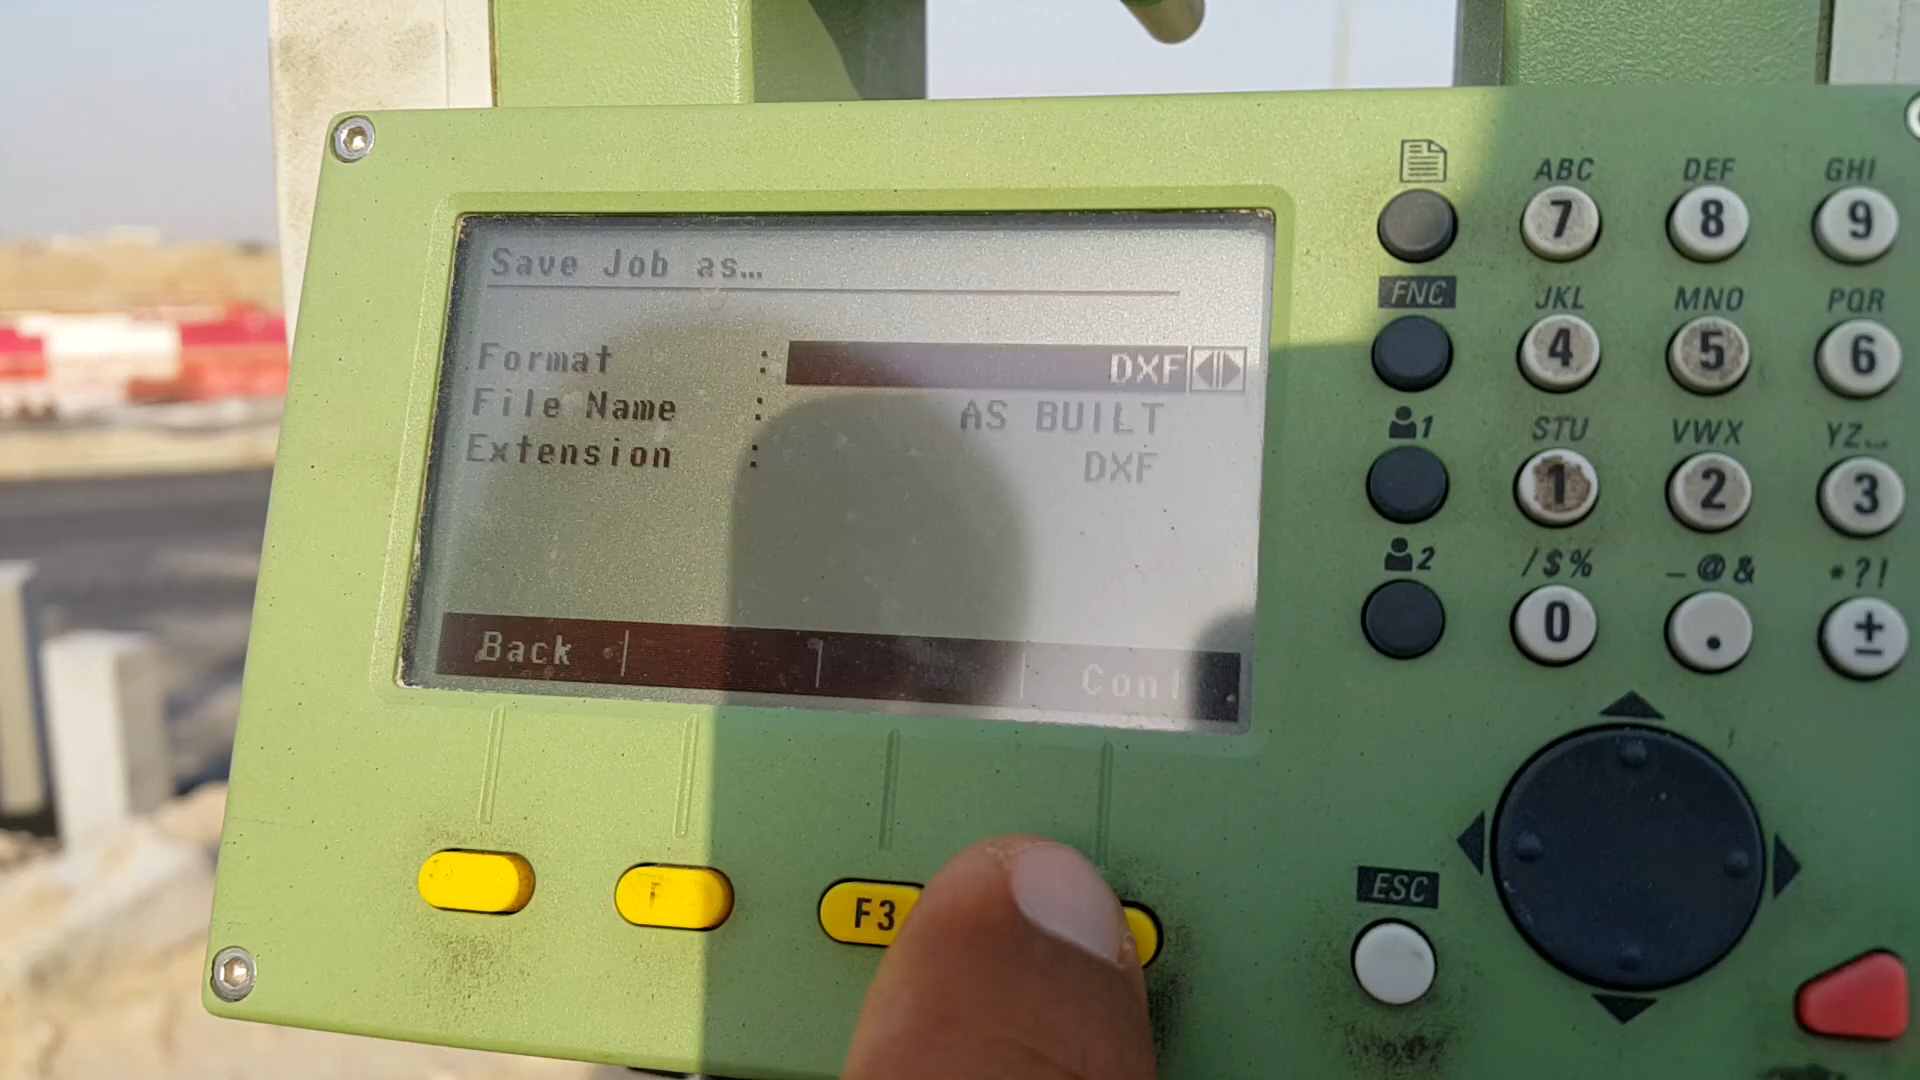 Save Job as...
Format : DXF
File Name : AS BUILT
Extension : DXF
Back Cont
F
F3
FNC
1
2
ESC
ABC DEF GHI
7 8 9
JKL MNO PQR
4 5 6
STU VWX YZ
1 2 3
/$% _@& *?!
0 . ±